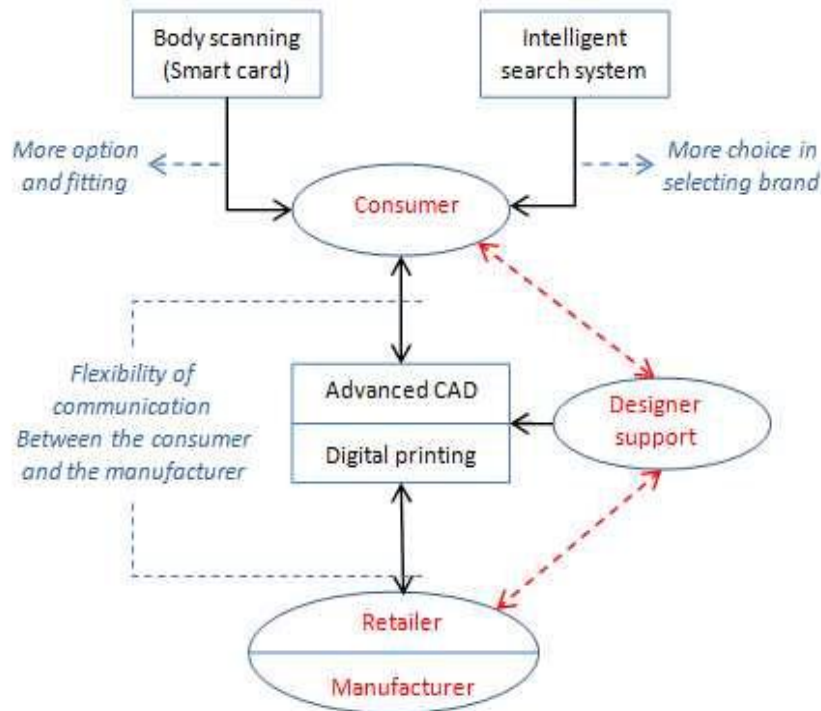 Body scanning
(Smart card)
Intelligent
search system
More option
and fitting
More choice in
selecting brand
Consumer
Flexibility of
communication
Between the consumer
and the manufacturer
Advanced CAD
Digital printing
Designer
support
Retailer
Manufacturer